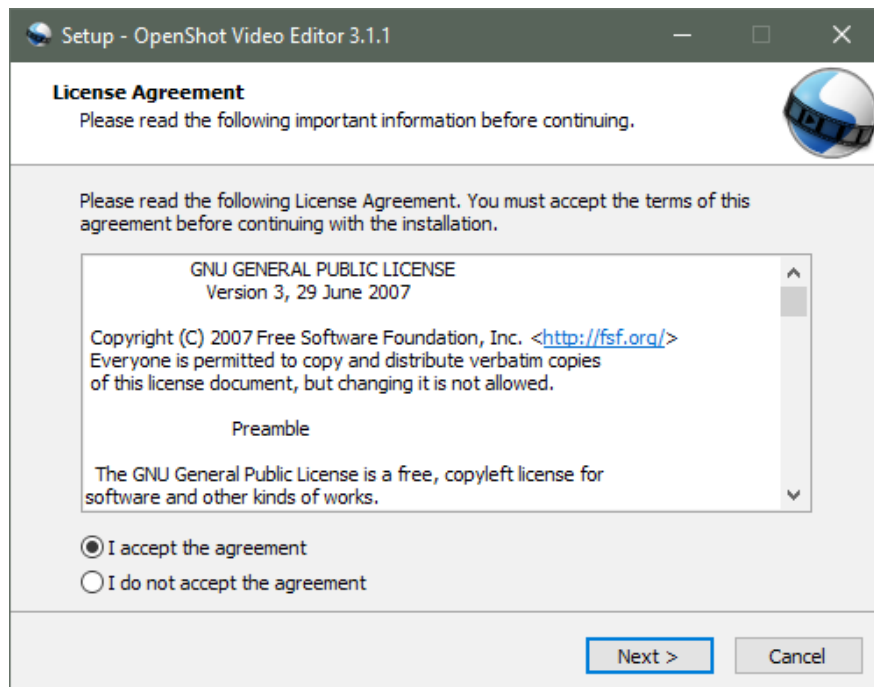 Setup - OpenShot Video Editor 3.1.1
License Agreement
Please read the following important information before continuing.
Please read the following License Agreement. You must accept the terms of this
agreement before continuing with the installation.
GNU GENERAL PUBLIC LICENSE
Version 3, 29 June 2007
Copyright (C) 2007 Free Software Foundation, Inc. <http://fsf.org/>
Everyone is permitted to copy and distribute verbatim copies
of this license document, but changing it is not allowed.
Preamble
The GNU General Public License is a free, copyleft license for
software and other kinds of works.
I accept the agreement
I do not accept the agreement
Next >
Cancel